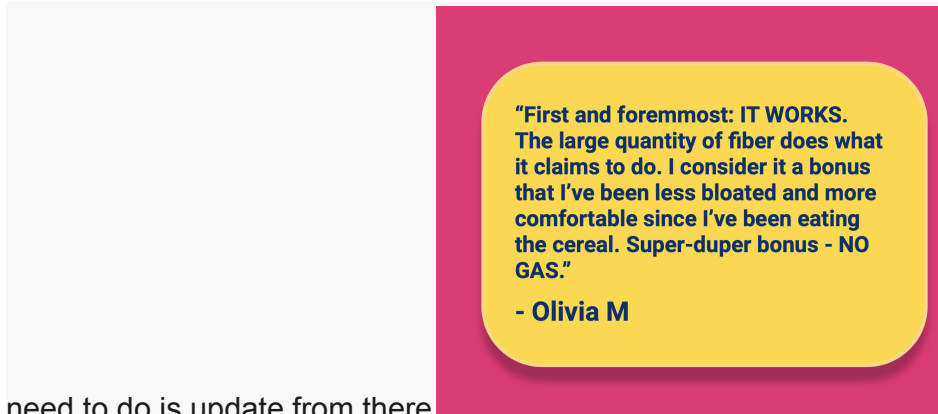 “First and foremmost: IT WORKS.
The large quantity of fiber does what
it claims to do. I consider it a bonus
that I’ve been less bloated and more
comfortable since I’ve been eating
the cereal. Super-duper bonus - NO
GAS.”
- Olivia M
need to do is update from there